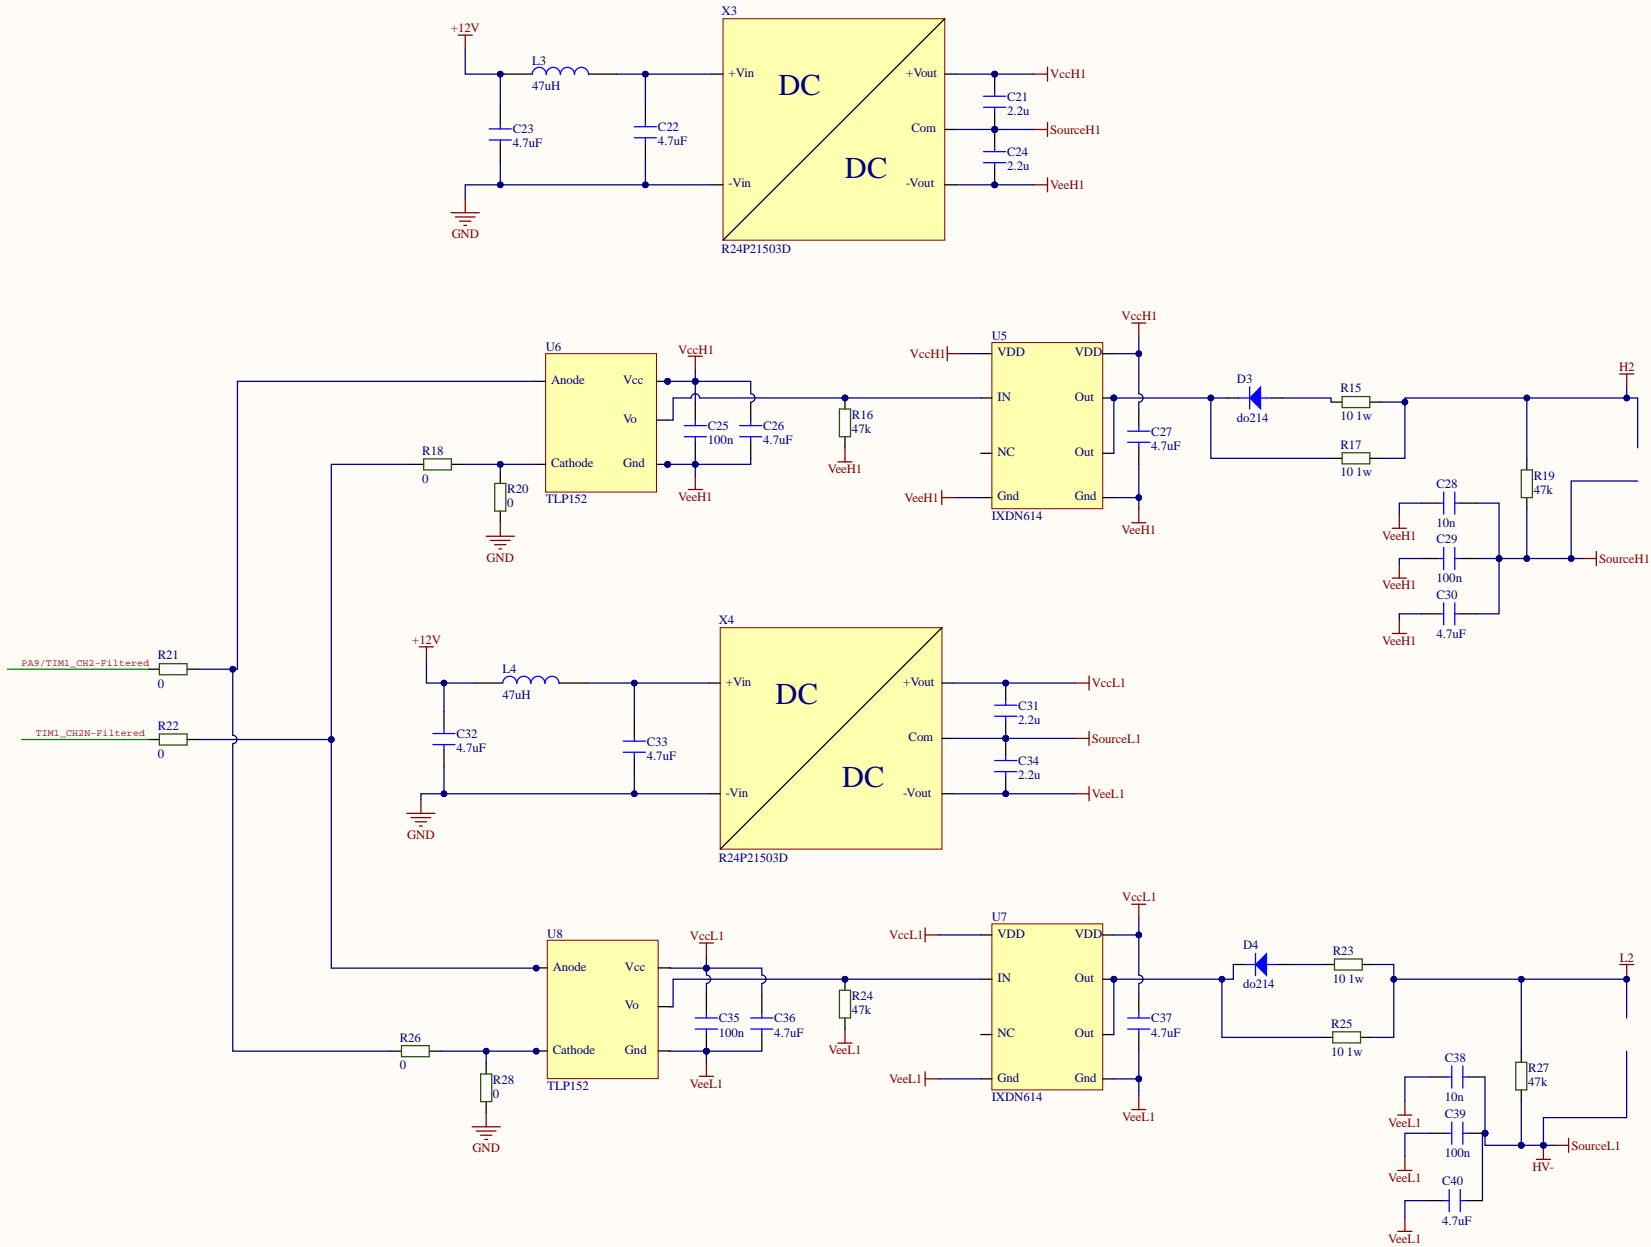 X3
+12V
L3
47uH
+Vin
DC
+Vout
VccH1
C21
2.2u
C23
4.7uF
C22
4.7uF
Com
SourceH1
C24
2.2u
DC
-Vin
-Vout
VeeH1
GND
R24P21503D
U6
VccH1
VccH1
U5
VDD
VDD
VccH1
Anode
Vcc
IN
Out
D3
do214
R15
10 1w
H2
Vo
C25
100n
C26
4.7uF
R16
47k
C27
4.7uF
R17
10 1w
R18
0
Cathode
Gnd
VeeH1
NC
Out
R20
0
TLP152
VeeH1
VeeH1
Gnd
Gnd
IXDN614
VeeH1
GND
C28
10n
VeeH1
R19
47k
C29
100n
VeeH1
SourceH1
C30
4.7uF
VeeH1
X4
+12V
PA9/TIM1_CH2-Filtered
R21
0
L4
47uH
+Vin
DC
+Vout
VccL1
C31
2.2u
TIM1_CH2N-Filtered
R22
0
C32
4.7uF
C33
4.7uF
Com
SourceL1
C34
2.2u
DC
-Vin
-Vout
VeeL1
GND
R24P21503D
U8
VccL1
VccL1
U7
VDD
VDD
VccL1
Anode
Vcc
IN
Out
D4
do214
R23
10 1w
L2
Vo
C35
100n
C36
4.7uF
R24
47k
C37
4.7uF
R25
10 1w
R26
0
Cathode
Gnd
VeeL1
NC
Out
R28
0
TLP152
VeeL1
VeeL1
Gnd
Gnd
IXDN614
VeeL1
GND
C38
10n
VeeL1
R27
47k
C39
100n
VeeL1
SourceL1
HV-
C40
4.7uF
VeeL1